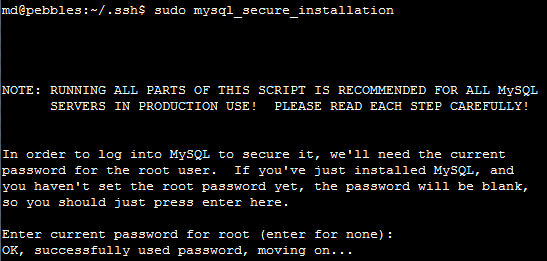 md@pebbles:~/.ssh$ sudo mysql_secure_installation
NOTE: RUNNING ALL PARTS OF THIS SCRIPT IS RECOMMENDED FOR ALL MySQL
SERVERS IN PRODUCTION USE!  PLEASE READ EACH STEP CAREFULLY!
In order to log into MySQL to secure it, we'll need the current
password for the root user.  If you've just installed MySQL, and
you haven't set the root password yet, the password will be blank,
so you should just press enter here.
Enter current password for root (enter for none):
OK, successfully used password, moving on...